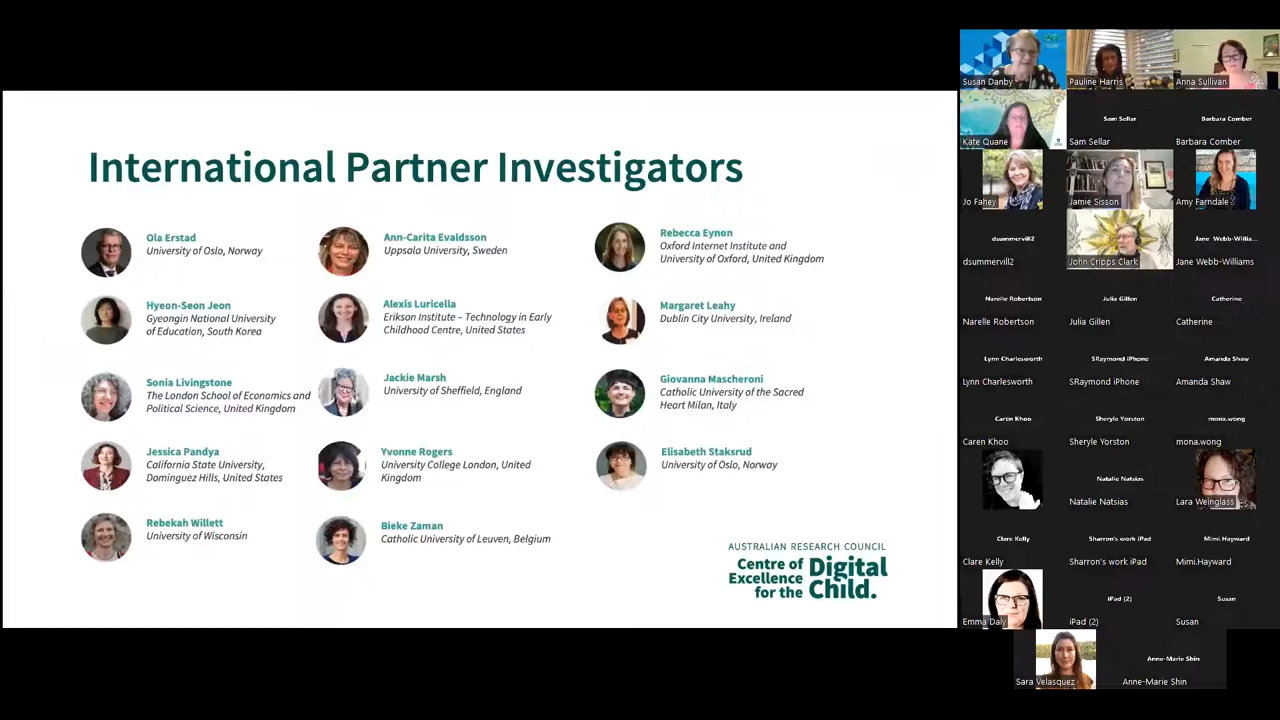 International Partner Investigators
Ola Erstad
University of Oslo, Norway
Ann-Carita Evaldsson
Uppsala University, Sweden
Rebecca Eynon
Oxford Internet Institute and
University of Oxford, United Kingdom
Hyeon-Seon Jeon
Gyeongin National University
of Education, South Korea
Alexis Luricella
Erikson Institute – Technology in Early
Childhood Centre, United States
Margaret Leahy
Dublin City University, Ireland
Sonia Livingstone
The London School of Economics and
Political Science, United Kingdom
Jackie Marsh
University of Sheffield, England
Giovanna Mascheroni
Catholic University of the Sacred
Heart Milan, Italy
Jessica Pandya
California State University,
Dominguez Hills, United States
Yvonne Rogers
University College London, United
Kingdom
Elisabeth Staksrud
University of Oslo, Norway
Rebekah Willett
University of Wisconsin
Bieke Zaman
Catholic University of Leuven, Belgium
AUSTRALIAN RESEARCH COUNCIL
Centre of
Excellence
for the
Digital
Child.
Susan Danby
Pauline Harris
Anna Sullivan
Kate Quane
Sam Sellar
Sam Sellar
Barbara Comber
Barbara Comber
Jo Fahey
Jamie Sisson
Amy Farndale
dsummervill2
dsummervill2
John Cripps Clark
Jane Webb-Willia...
Jane Webb-Williams
Narelle Robertson
Narelle Robertson
Julia Gillen
Julia Gillen
Catherine
Catherine
Lynn Charlesworth
Lynn Charlesworth
SRaymond iPhone
SRaymond iPhone
Amanda Shaw
Amanda Shaw
Caren Khoo
Caren Khoo
Sheryle Yorston
Sheryle Yorston
mona.wong
mona.wong
Natalie Natsias
Natalie Natsias
Lara Weinglass
Clare Kelly
Clare Kelly
Sharron's work iPad
Sharron's work iPad
Mimi.Hayward
Mimi.Hayward
Emma Daly
iPad (2)
iPad (2)
Susan
Susan
Sara Velasquez
Anne-Marie Shin
Anne-Marie Shin